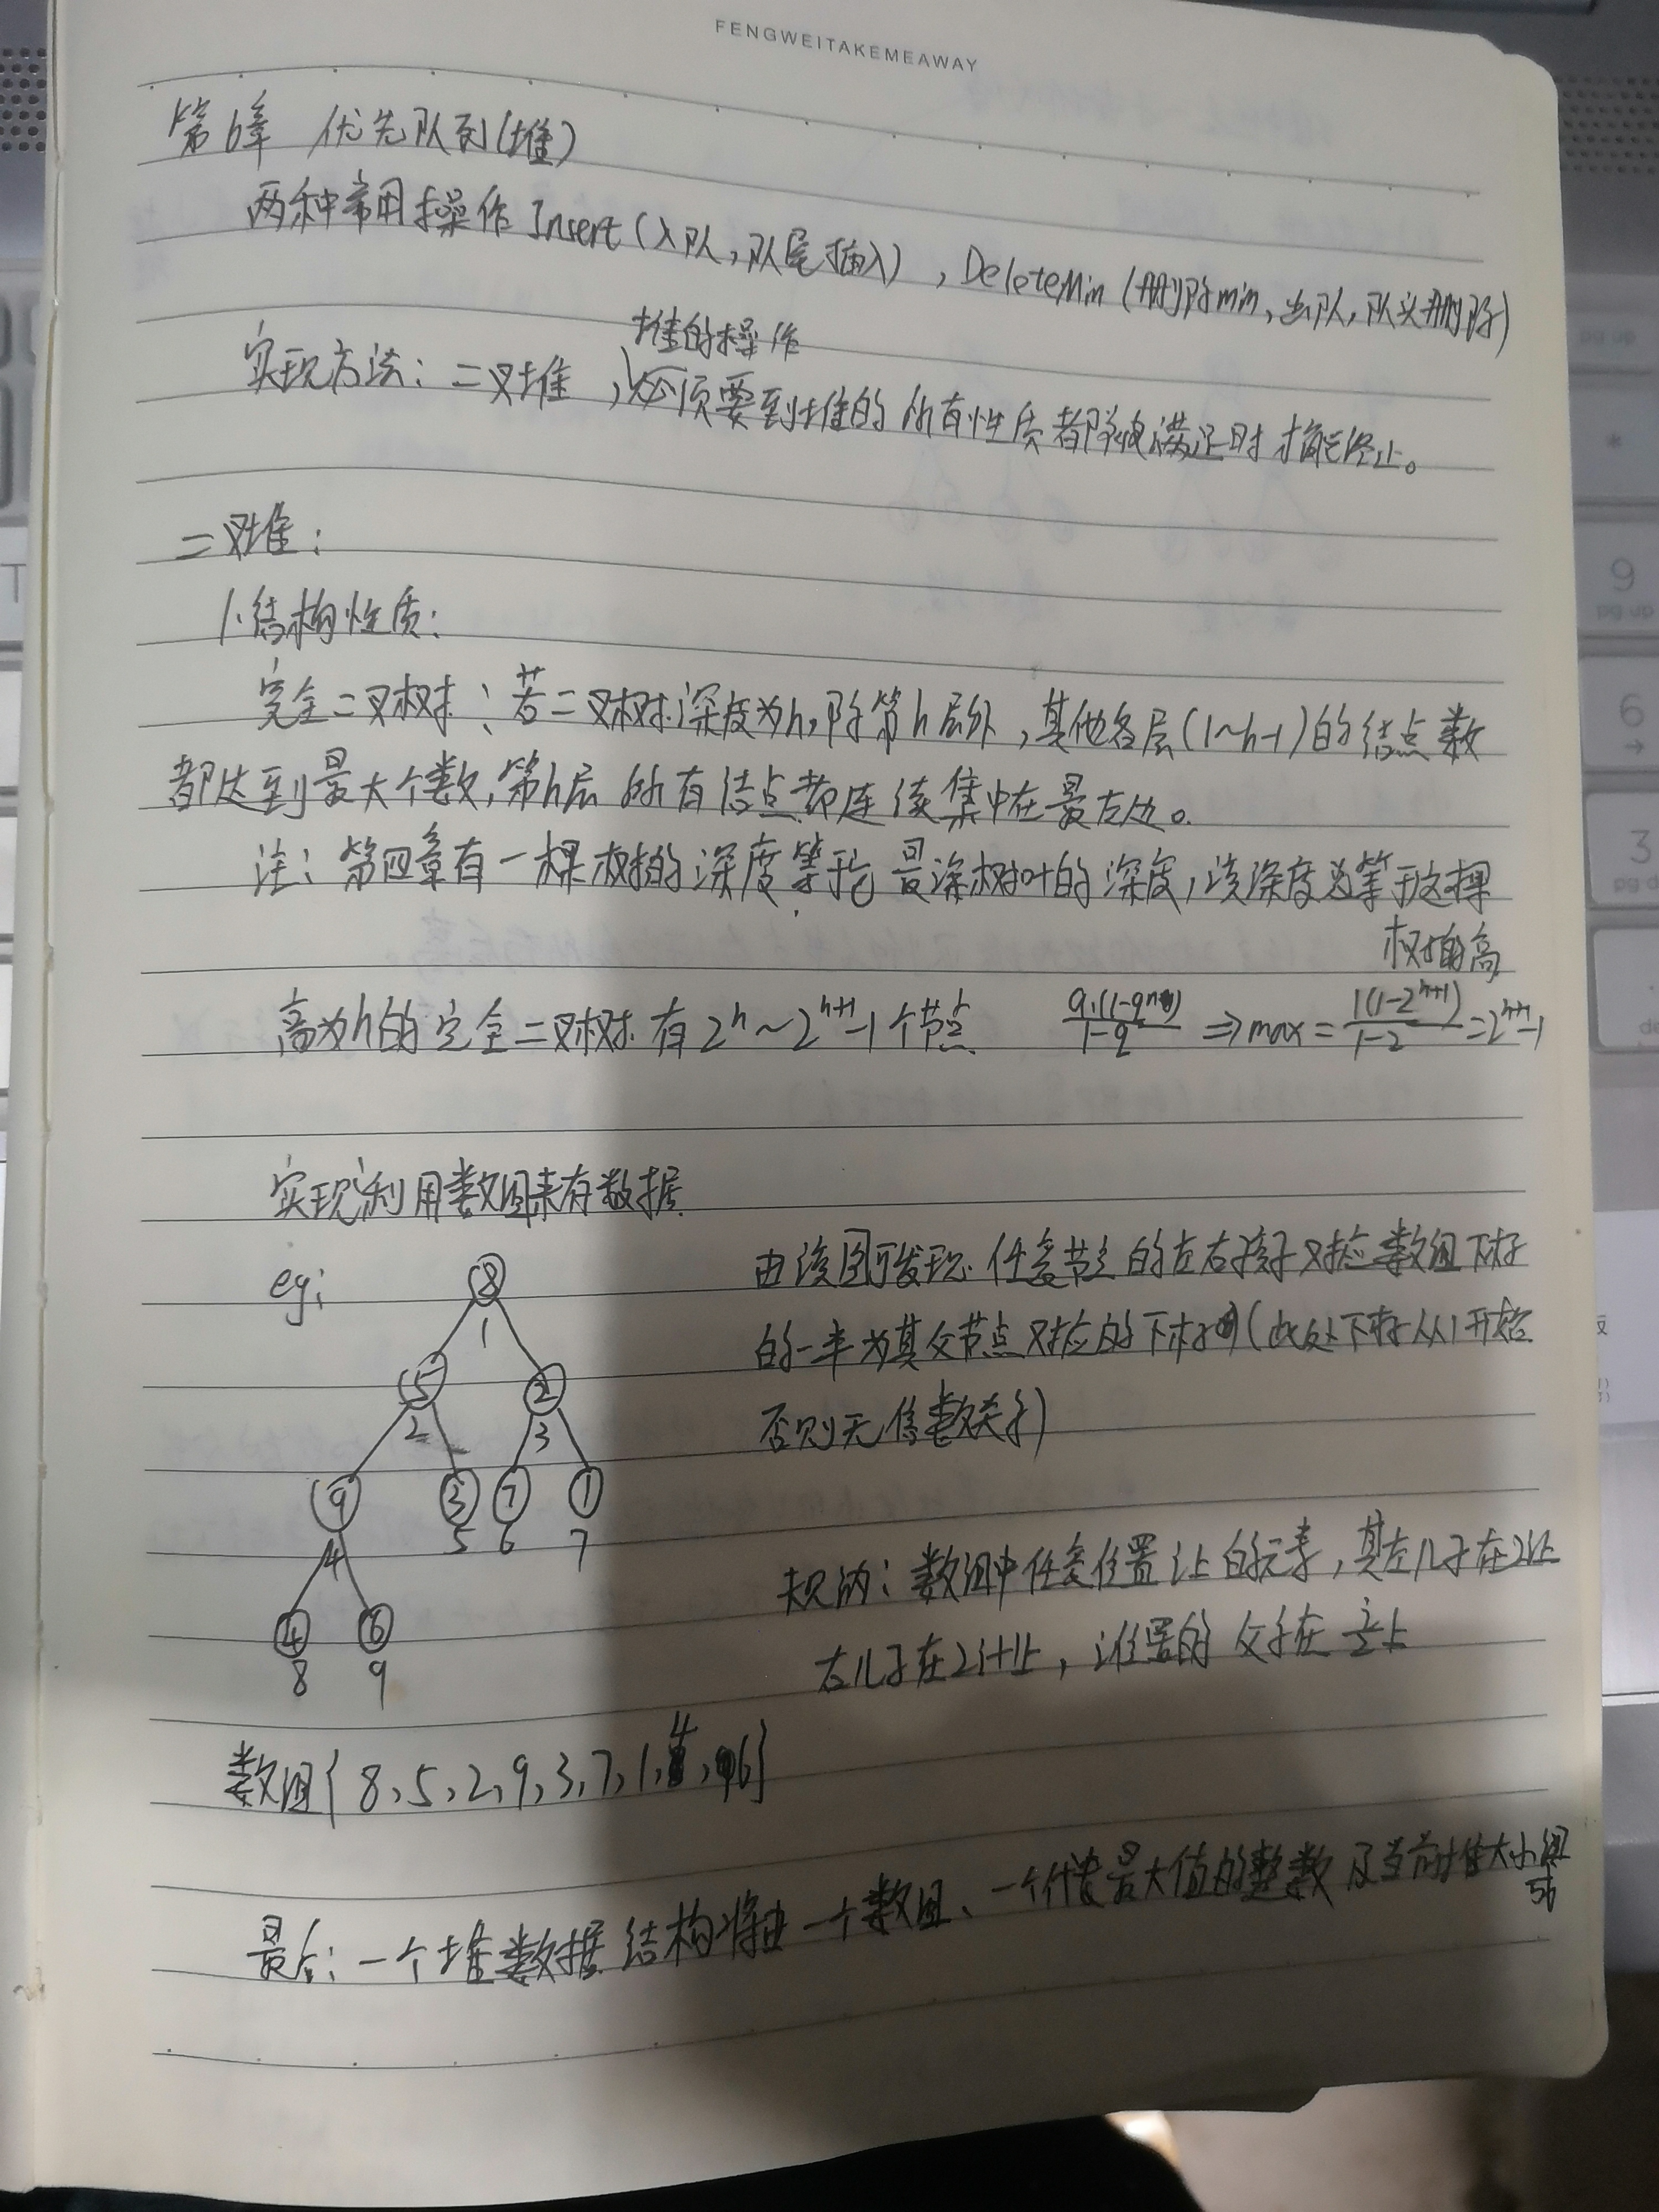 FENGWEITAKEMEAWAY
第6章 优先队列(堆)
两种常用操作 Insert(入队,队尾插入),DeleteMin(删除min,出队,队头删除)
堆的操作
实现方法:二叉堆,必须要到堆的所有性质都被满足时才能终止。
二叉堆:
1.结构性质:
完全二叉树:若二叉树深度为h,除第h层外,其他各层(1~h-1)的结点数
都达到最大个数,第h层所有结点都连续集中在最左边。
注:第四章有一棵树的深度等于它最深树叶的深度,该深度总等于这棵
树的高
高为h的完全二叉树有2^h~2^{h+1}-1个节点 ⇒max=1(1-2^{h+1})/1-2=2^{h+1}-1
实现:利用数组来存数据
eg:
8
1
5 2
2 3
9 3 7 1
4 5 6 7
4 6
8 9
由该图可发现.任意节点的左右孩子对应数组下标
的一半为其父节点对应的下标(此处下标从1开始
否则无倍数关系)
规纳:数组中任意位置i上的元素,其左儿子在2i上
右儿子在2i+1上,i位置的父亲在i/2上
数组{8,5,2,9,3,7,1,4,6}
最后:一个堆数据结构将由一个数组、一个代表最大值的整数及当前堆大小组
成